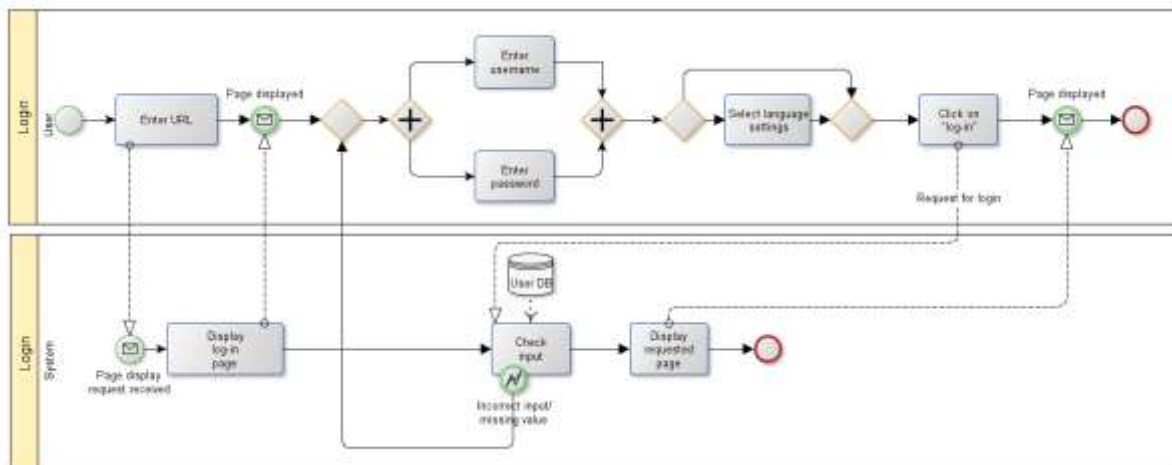 Login
User
Enter URL
Page displayed
Enter
username
Enter
password
Select language
settings
Click on
"log-in"
Page displayed
Request for login
Login
System
Page display
request received
Display
log-in
page
User DB
Check
input
Incorrect input/
missing value
Display
requested
page